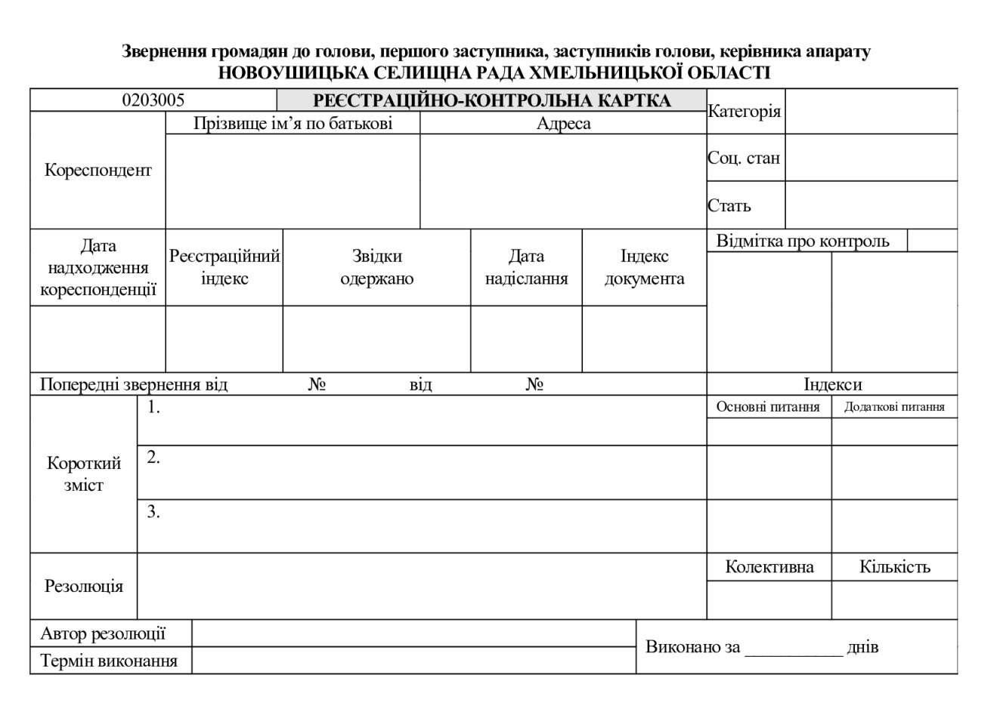 Звернення громадян до голови, першого заступника, заступників голови, керівника апарату
НОВОУШИЦЬКА СЕЛИЩНА РАДА ХМЕЛЬНИЦЬКОЇ ОБЛАСТІ
0203005 РЕЄСТРАЦІЙНО-КОНТРОЛЬНА КАРТКА
Категорія
Прізвище ім’я по батькові Адреса
Кореспондент
Соц. стан
Стать
Дата
надходження
кореспонденції
Реєстраційний
індекс
Звідки
одержано
Дата
надіслання
Індекс
документа
Відмітка про контроль
Попередні звернення від № від №
Індекси
Основні питання Додаткові питання
Короткий
зміст
1.
2.
3.
Резолюція
Колективна Кількість
Автор резолюції
Термін виконання
Виконано за ___________ днів